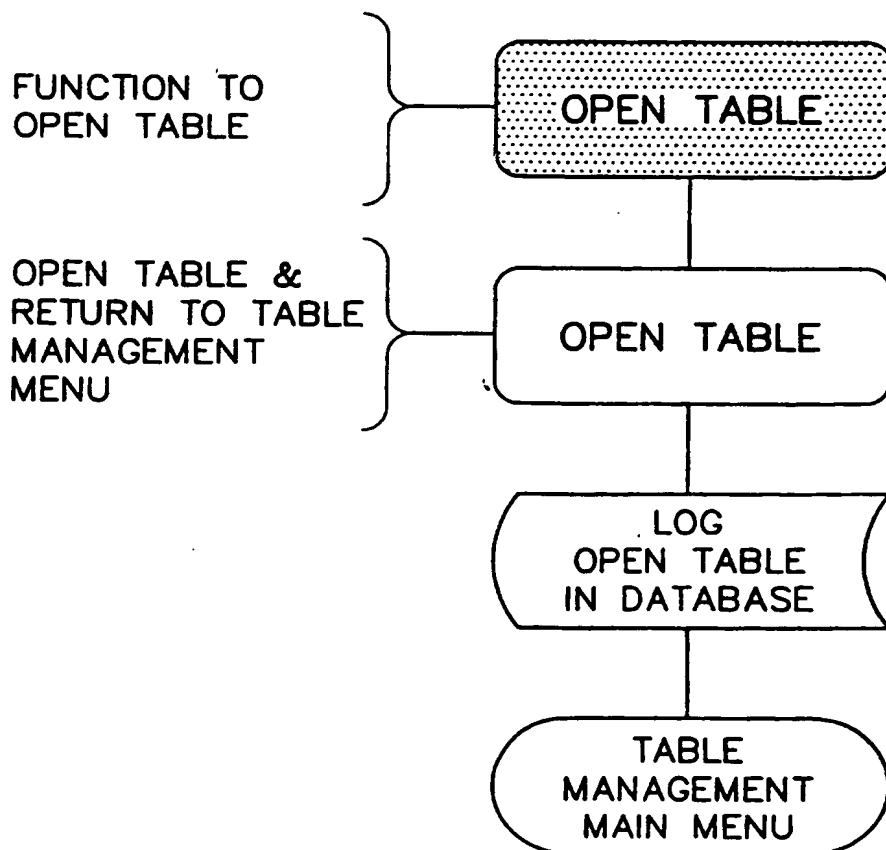 FUNCTION TO
OPEN TABLE
OPEN TABLE
OPEN TABLE &
RETURN TO TABLE
MANAGEMENT
MENU
OPEN TABLE
LOG
OPEN TABLE
IN DATABASE
TABLE
MANAGEMENT
MAIN MENU